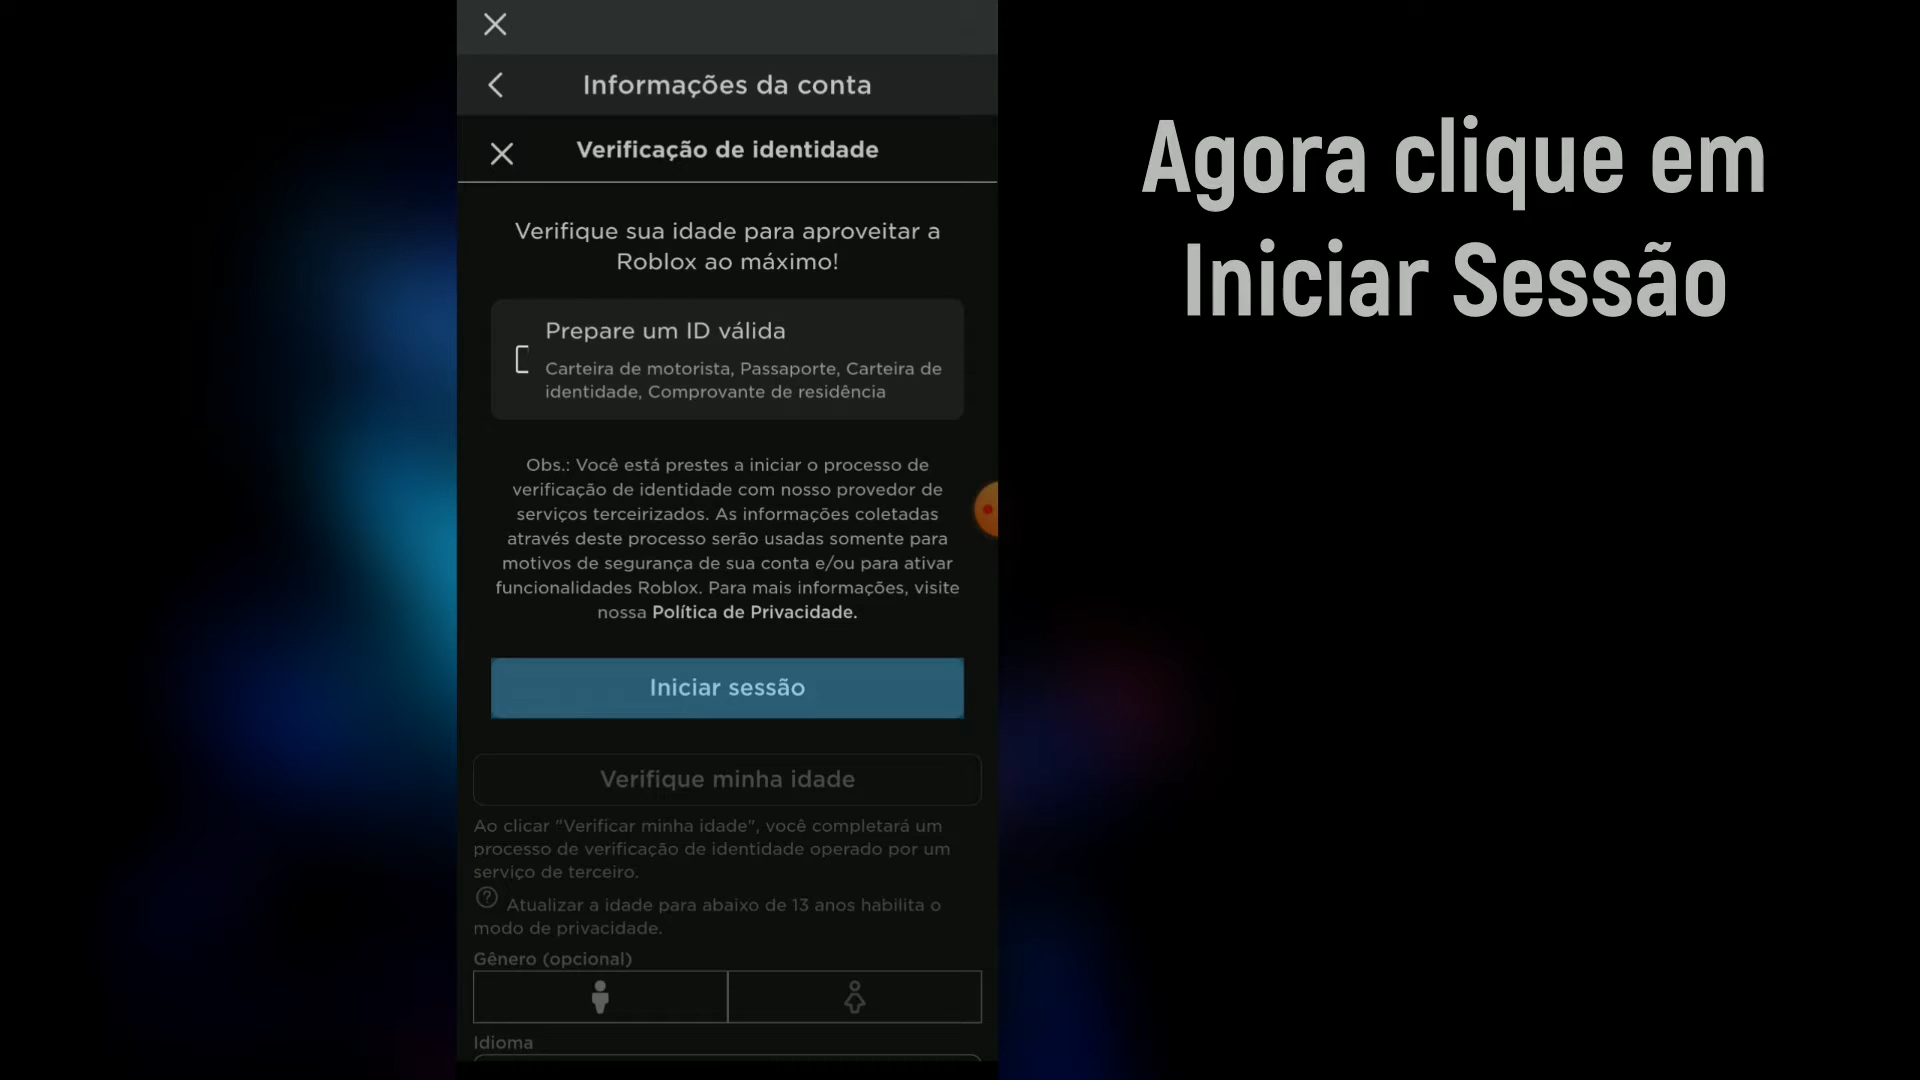 Informações da conta
Verificação de identidade
Verifique sua idade para aproveitar a
Roblox ao máximo!
Prepare um ID válida
Carteira de motorista, Passaporte, Carteira de
identidade, Comprovante de residência
Obs.: Você está prestes a iniciar o processo de
verificação de identidade com nosso provedor de
serviços terceirizados. As informações coletadas
através deste processo serão usadas somente para
motivos de segurança de sua conta e/ou para ativar
funcionalidades Roblox. Para mais informações, visite
nossa Política de Privacidade.
Iniciar sessão
Verifique minha idade
Ao clicar "Verificar minha idade", você completará um
processo de verificação de identidade operado por um
serviço de terceiro.
Atualizar a idade para abaixo de 13 anos habilita o
modo de privacidade.
Gênero (opcional)
Idioma
Agora clique em
Iniciar Sessão